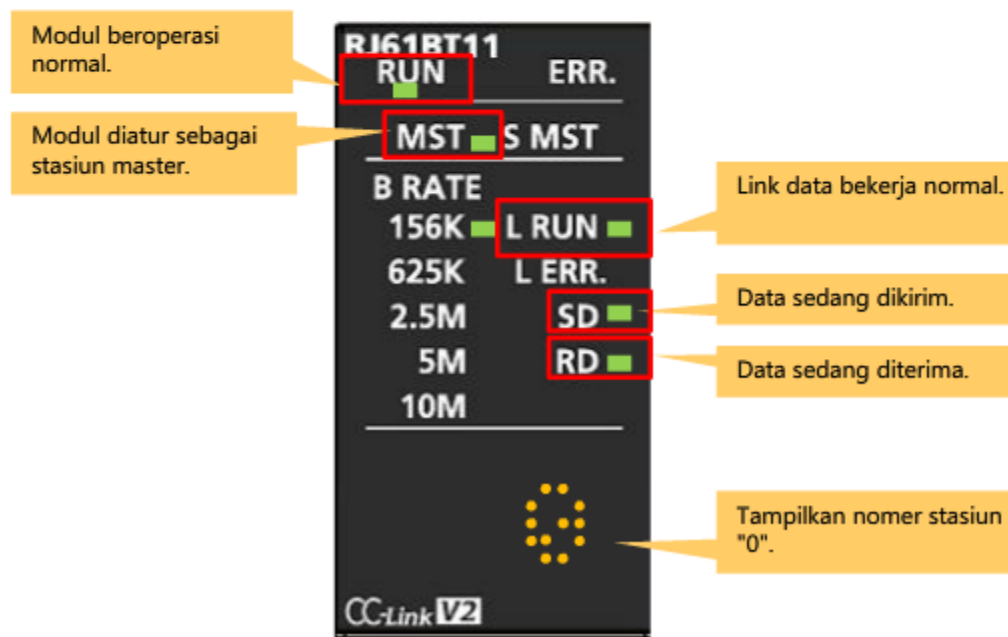 Modul beroperasi
normal.
Modul diatur sebagai
stasiun master.
RJ61BT11
RUN ERR.
MST S MST
B RATE
156K L RUN
625K L ERR.
2.5M SD
5M RD
10M
0
CC-Link V2
Link data bekerja normal.
Data sedang dikirim.
Data sedang diterima.
Tampilkan nomer stasiun
"0".